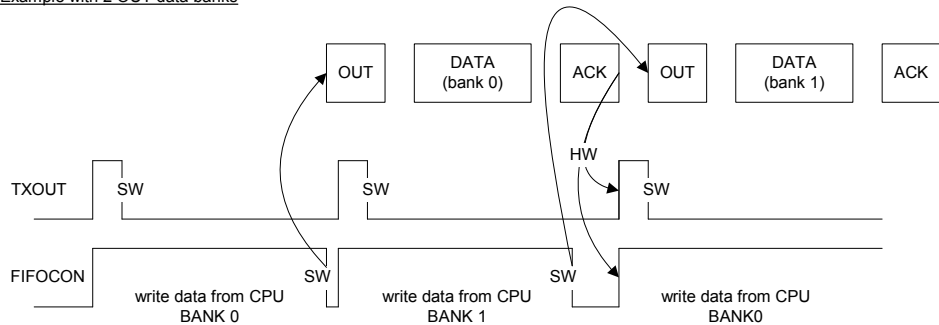 Example with 2 OUT data banks
OUT
DATA
(bank 0)
ACK
OUT
DATA
(bank 1)
ACK
HW
TXOUT
SW
SW
SW
FIFOCON
SW
SW
write data from CPU
BANK 0
write data from CPU
BANK 1
write data from CPU
BANK0